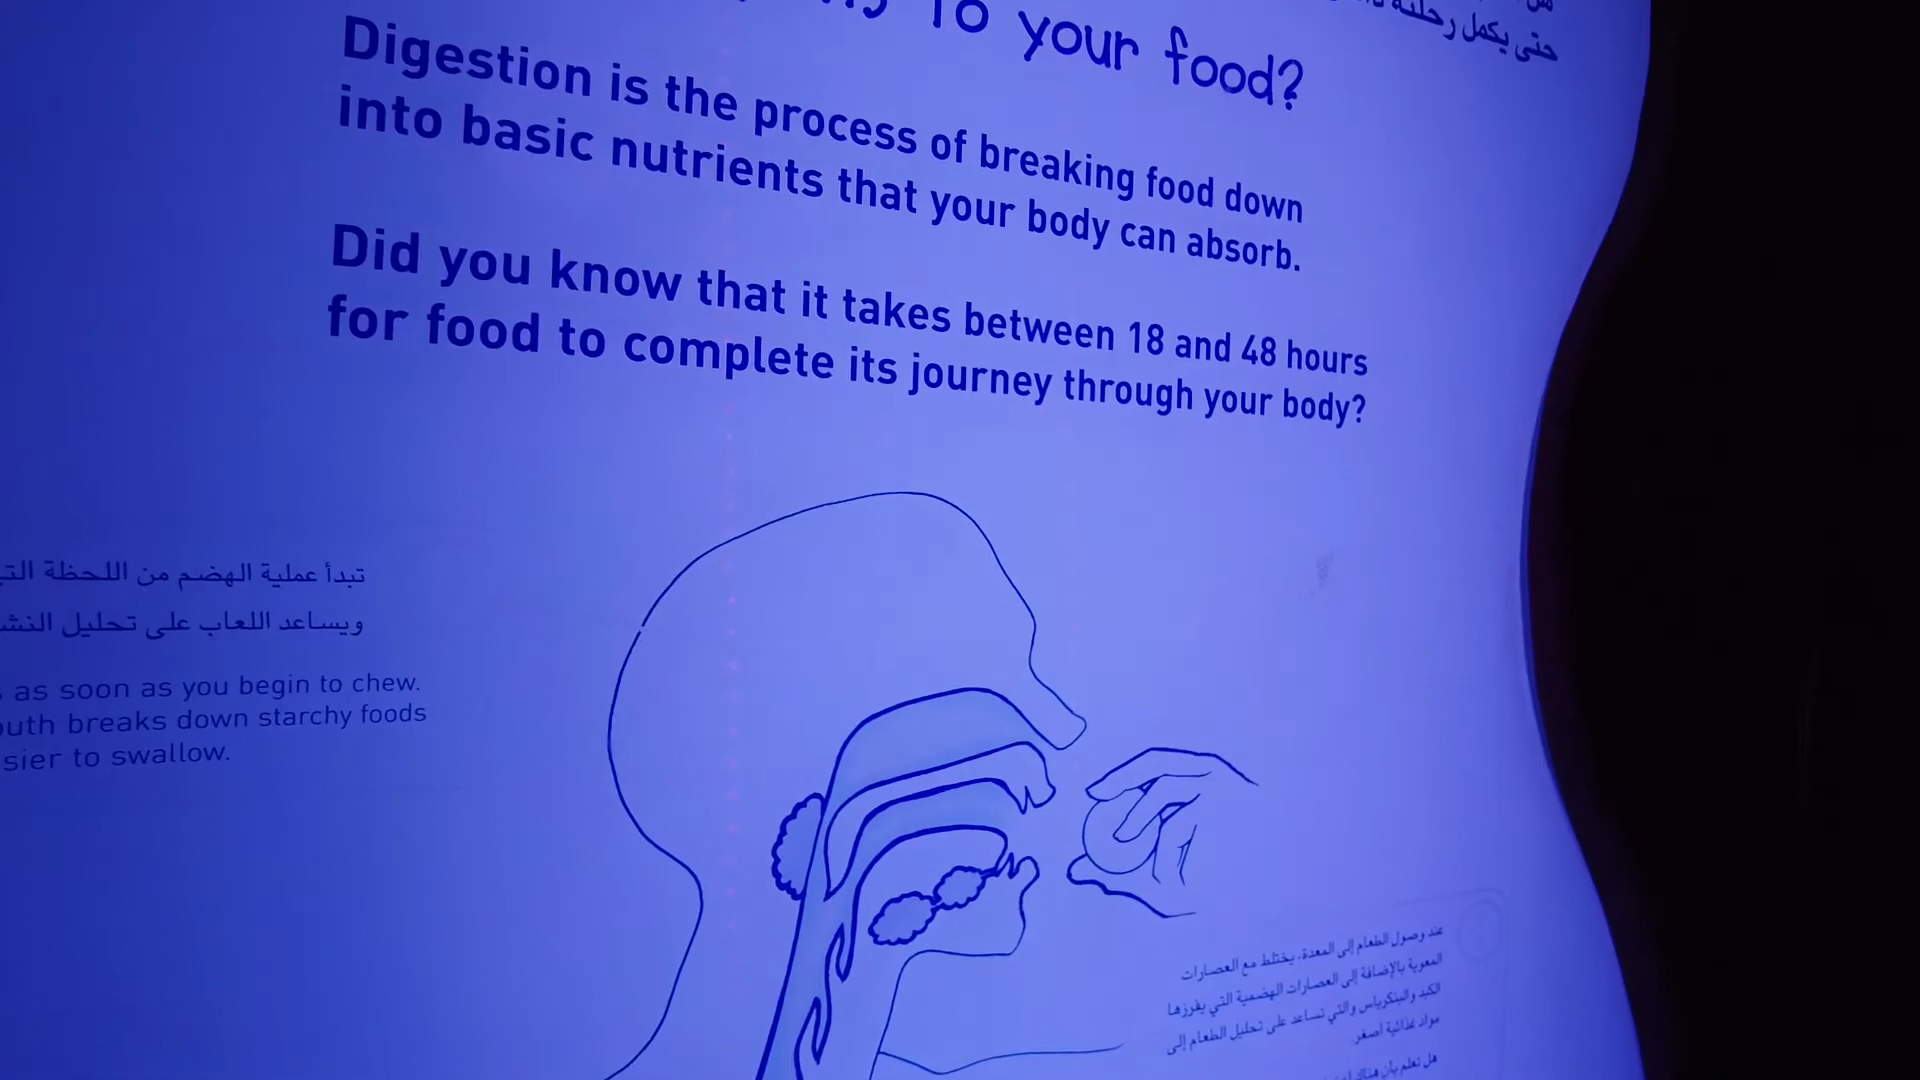 حتى يكمل رحلته
to your food?
Digestion is the process of breaking food down
into basic nutrients that your body can absorb.
Did you know that it takes between 18 and 48 hours
for food to complete its journey through your body?
تبدأ عملية الهضم من اللحظة
ويساعد اللعاب على تحليل
as soon as you begin to chew.
breaks down starchy foods
to swallow.
عند وصول الطعام إلى المعدة، يختلط مع العصارات
المعوية بالإضافة إلى العصارات الهضمية التي يفرزها
الكبد والبنكرياس والتي تساعد على تحليل الطعام إلى
مواد غذائية أصغر.
هل تعلم بأن هناك